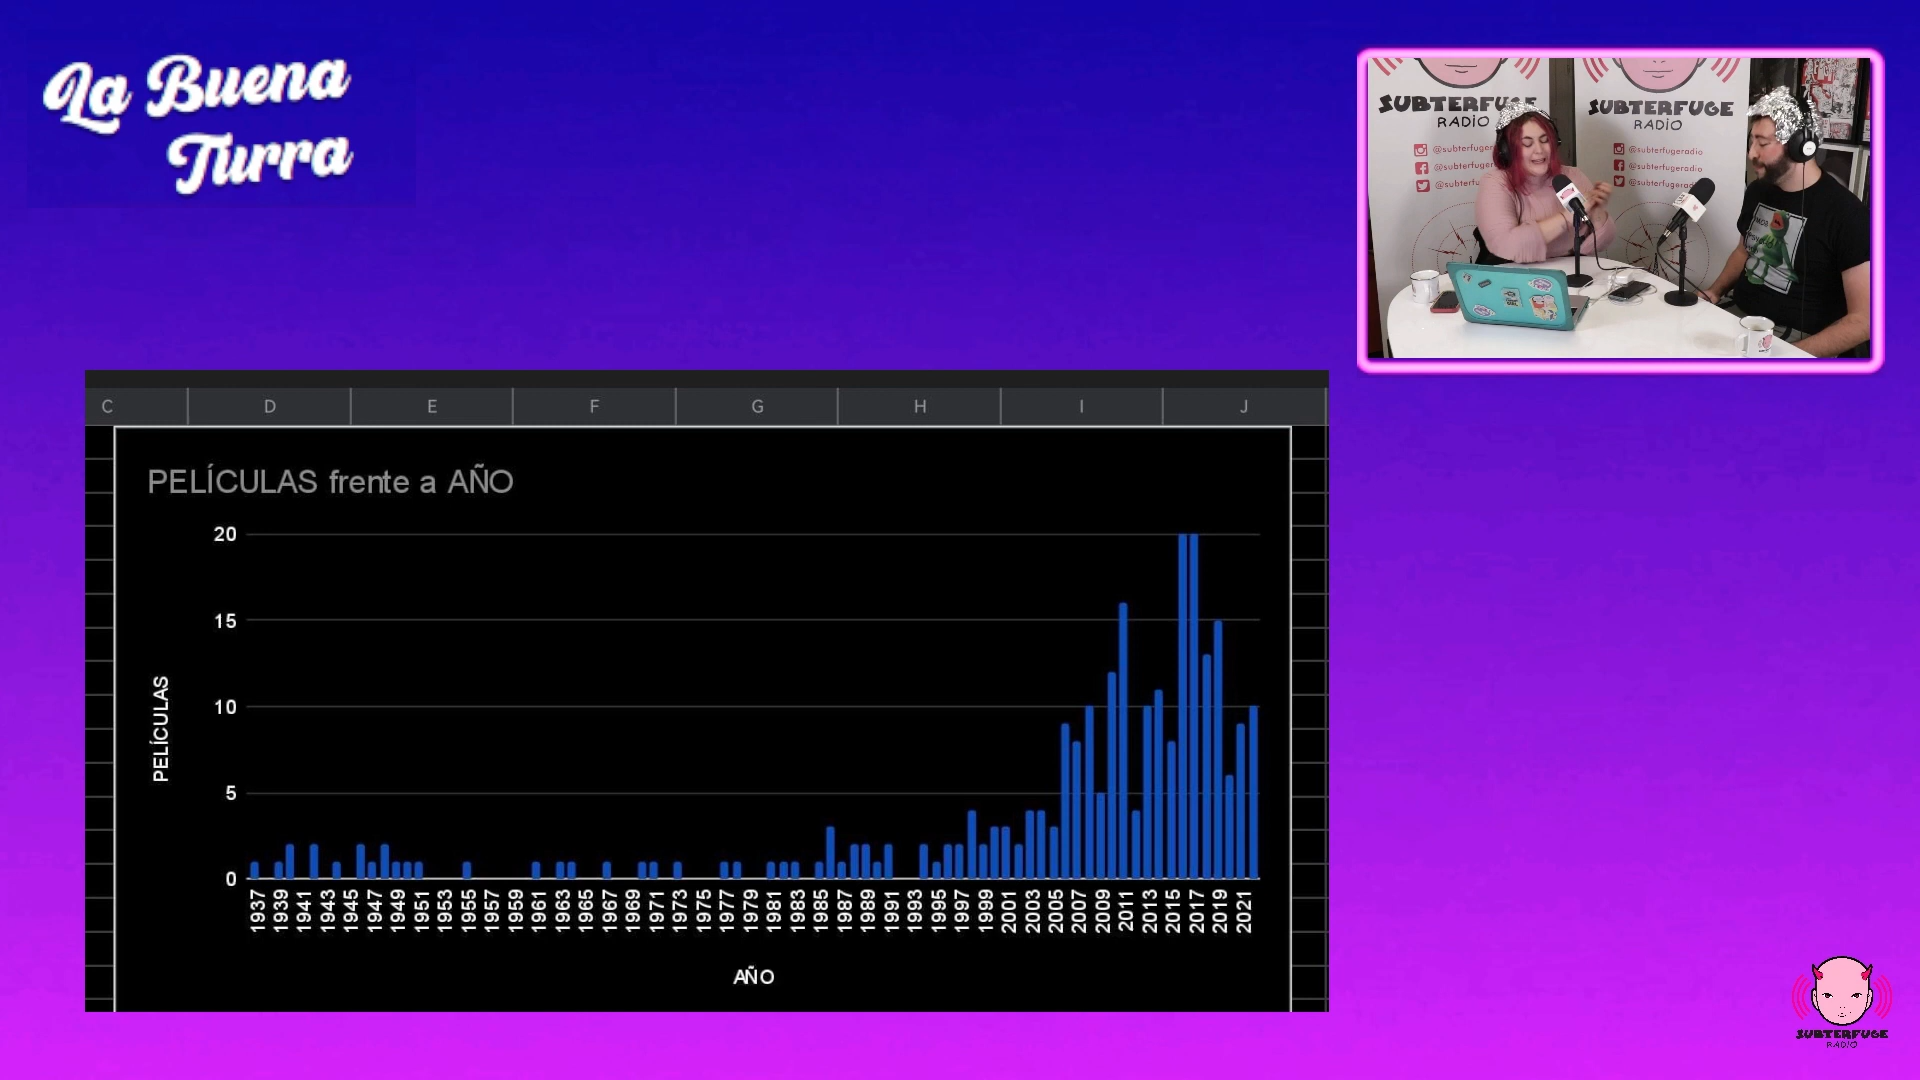 La Buena
Turra
SUBTERFUGE
RADIO
SUBTERFUGE
RADIO
@subterfugeradio
@subterfugeradio
C D E F G H I J
PELÍCULAS frente a AÑO
20
15
10
5
0
PELÍCULAS
1937 1939 1941 1943 1945 1947 1949 1951 1953 1955 1957 1959 1961 1963 1965 1967 1969 1971 1973 1975 1977 1979 1981 1983 1985 1987 1989 1991 1993 1995 1997 1999 2001 2003 2005 2007 2009 2011 2013 2015 2017 2019 2021
AÑO
SUBTERFUGE
RADIO